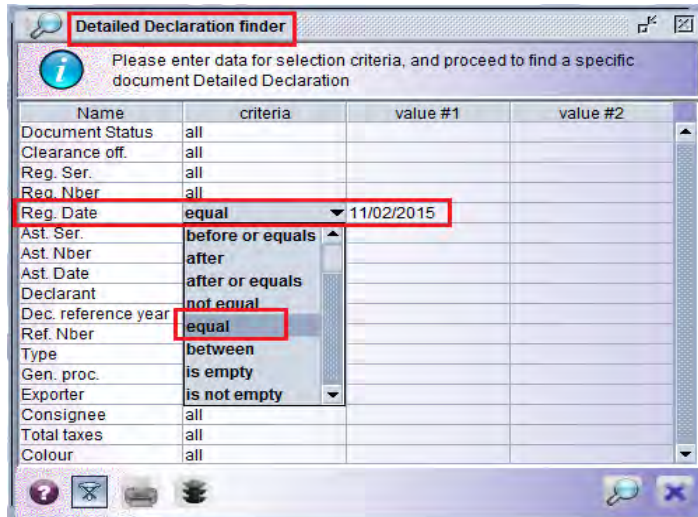 Detailed Declaration finder
Please enter data for selection criteria, and proceed to find a specific
document Detailed Declaration
Name criteria value #1 value #2
Document Status all
Clearance off. all
Reg. Ser. all
Reg. Nber all
Reg. Date equal 11/02/2015
Ast. Ser. before or equals
Ast. Nber after
Ast. Date after or equals
Declarant not equal
Dec. reference year equal
Ref. Nber
Type between
Gen. proc. is empty
Exporter is not empty
Consignee all
Total taxes all
Colour all